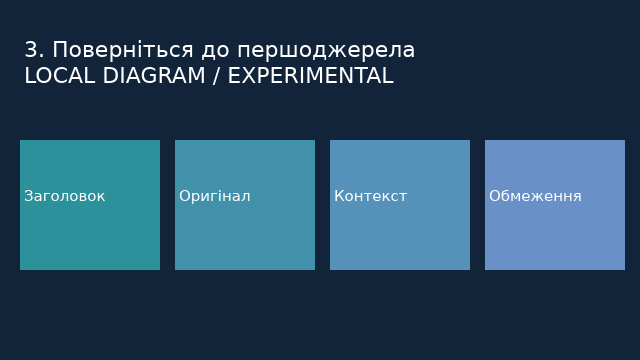 3. Поверніться до першоджерела
LOCAL DIAGRAM / EXPERIMENTAL
Заголовок
Оригінал
Контекст
Обмеження